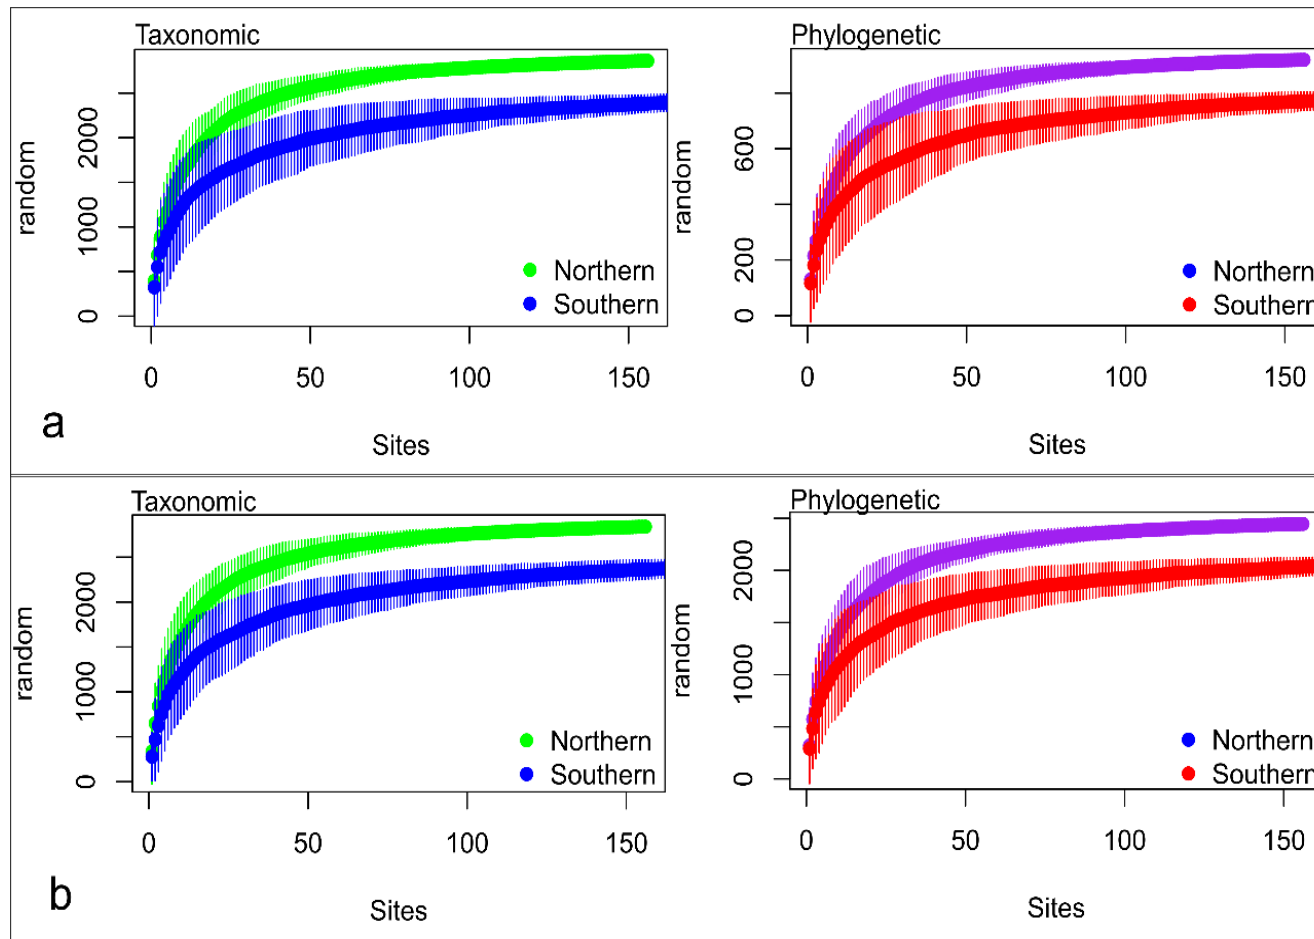 Taxonomic
random
0
1000
2000
Northern
Southern
0
50
100
150
Sites
a
Phylogenetic
random
0
200
600
Northern
Southern
0
50
100
150
Sites
Taxonomic
random
0
1000
2000
Northern
Southern
0
50
100
150
Sites
b
Phylogenetic
random
0
1000
2000
Northern
Southern
0
50
100
150
Sites